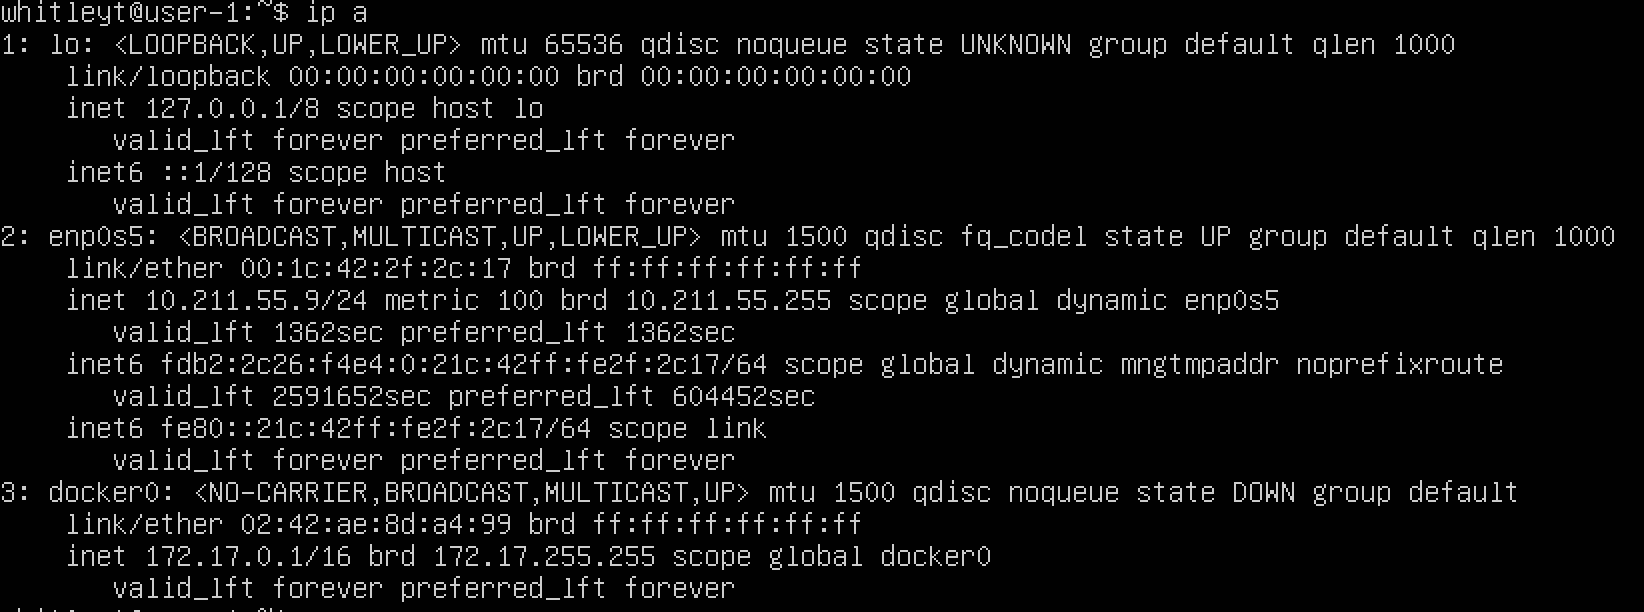 whitleyt@user-1:~$ ip a
1: lo: <LOOPBACK,UP,LOWER_UP> mtu 65536 qdisc noqueue state UNKNOWN group default qlen 1000
    link/loopback 00:00:00:00:00:00 brd 00:00:00:00:00:00
    inet 127.0.0.1/8 scope host lo
       valid_lft forever preferred_lft forever
    inet6 ::1/128 scope host
       valid_lft forever preferred_lft forever
2: enp0s5: <BROADCAST,MULTICAST,UP,LOWER_UP> mtu 1500 qdisc fq_codel state UP group default qlen 1000
    link/ether 00:1c:42:2f:2c:17 brd ff:ff:ff:ff:ff:ff
    inet 10.211.55.9/24 metric 100 brd 10.211.55.255 scope global dynamic enp0s5
       valid_lft 1362sec preferred_lft 1362sec
    inet6 fdb2:2c26:f4e4:0:21c:42ff:fe2f:2c17/64 scope global dynamic mngtmpaddr noprefixroute
       valid_lft 2591652sec preferred_lft 604452sec
    inet6 fe80::21c:42ff:fe2f:2c17/64 scope link
       valid_lft forever preferred_lft forever
3: docker0: <NO-CARRIER,BROADCAST,MULTICAST,UP> mtu 1500 qdisc noqueue state DOWN group default
    link/ether 02:42:ae:8d:a4:99 brd ff:ff:ff:ff:ff:ff
    inet 172.17.0.1/16 brd 172.17.255.255 scope global docker0
       valid_lft forever preferred_lft forever